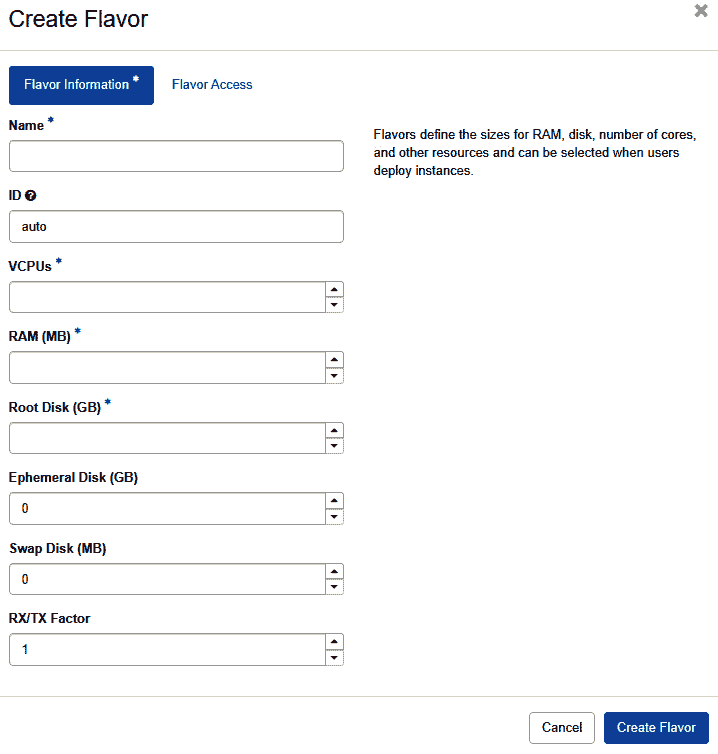 Create Flavor
Flavor Information *
Flavor Access
Name *
Flavors define the sizes for RAM, disk, number of cores,
and other resources and can be selected when users
deploy instances.
ID
auto
VCPUs *
RAM (MB) *
Root Disk (GB) *
Ephemeral Disk (GB)
0
Swap Disk (MB)
0
RX/TX Factor
1
Cancel
Create Flavor